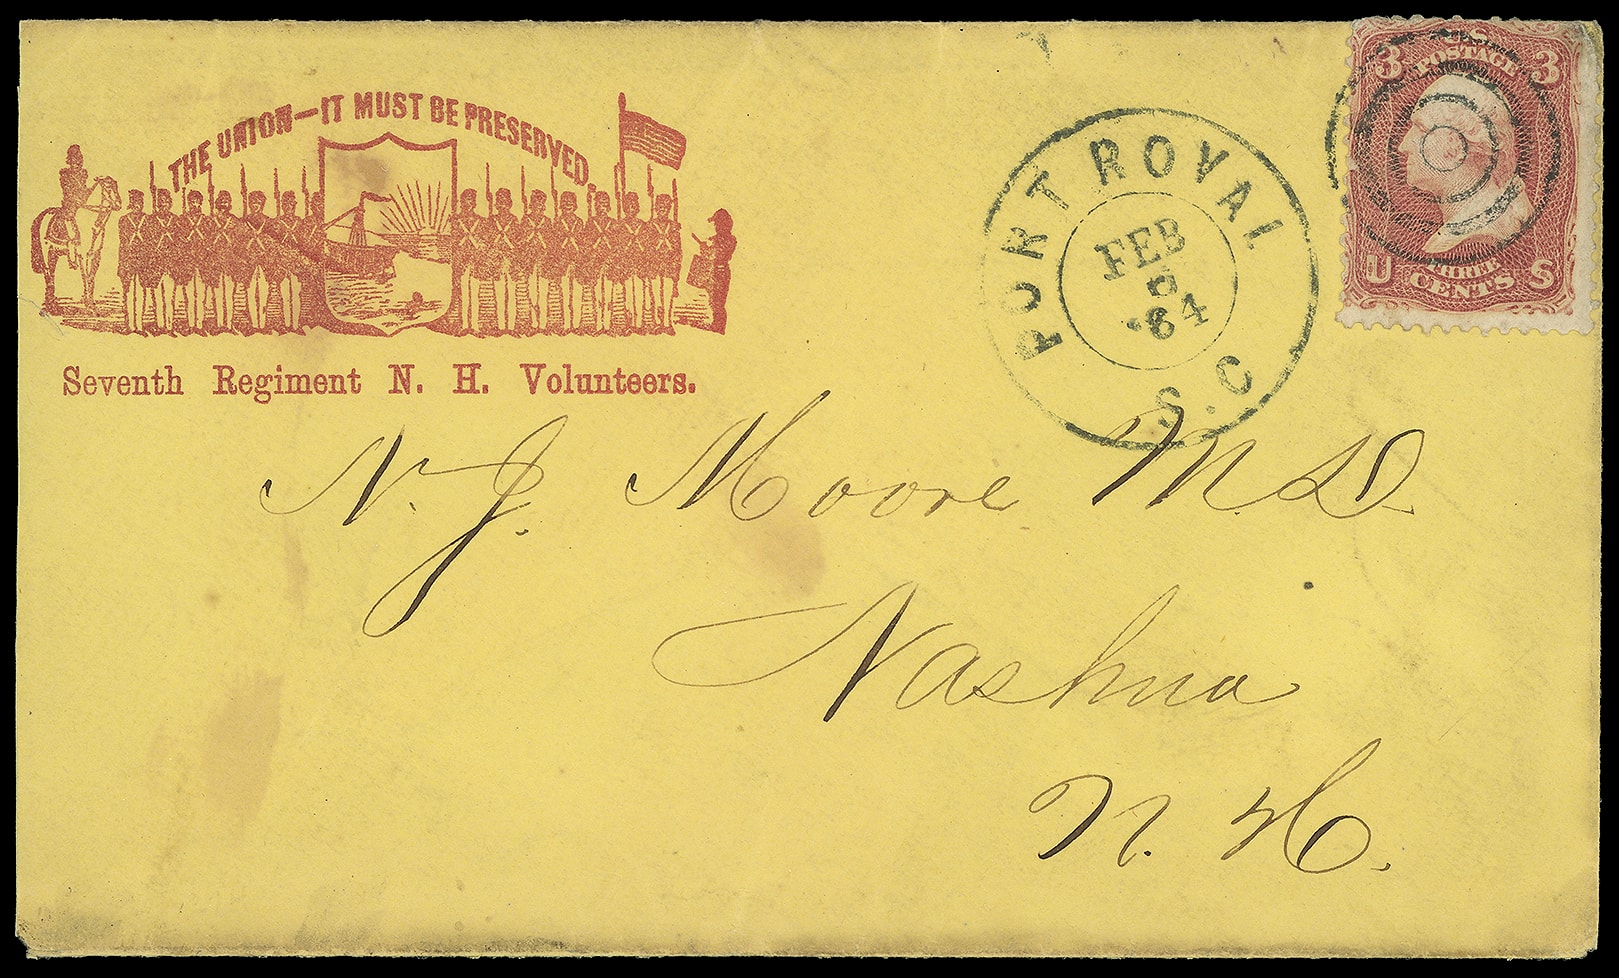 THE UNION—IT MUST BE PRESERVED.
Seventh Regiment N. H. Volunteers.
PORT ROYAL
FEB
5
'64
S.C
3 U.S 3
POSTAGE
U THREE S
CENTS
N. J. Moore M D.
Nashua
N. H.